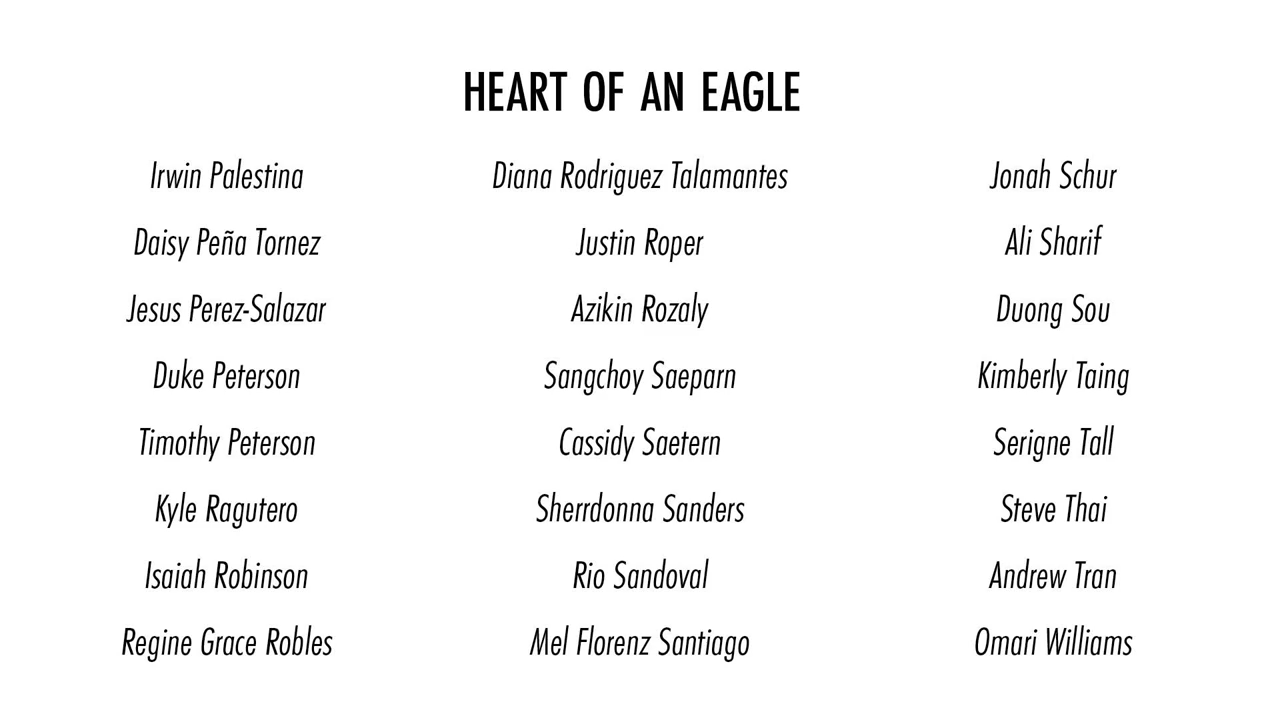 HEART OF AN EAGLE
Irwin Palestina
Daisy Peña Tornez
Jesus Perez-Salazar
Duke Peterson
Timothy Peterson
Kyle Ragutero
Isaiah Robinson
Regine Grace Robles
Diana Rodriguez Talamantes
Justin Roper
Azikin Rozaly
Sangchoy Saeparn
Cassidy Saetern
Sherrdonna Sanders
Rio Sandoval
Mel Florenz Santiago
Jonah Schur
Ali Sharif
Duong Sou
Kimberly Taing
Serigne Tall
Steve Thai
Andrew Tran
Omari Williams